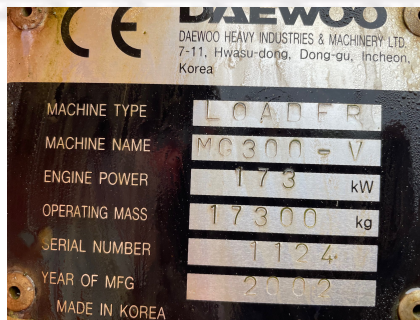 CE DAEWOO
DAEWOO HEAVY INDUSTRIES & MACHINERY LTD.
7-11, Hwasu-dong, Dong-gu, Incheon,
Korea
MACHINE TYPE LOADER
MACHINE NAME MG300-V
ENGINE POWER 173 kW
OPERATING MASS 17300 kg
SERIAL NUMBER 1124
YEAR OF MFG 2002
MADE IN KOREA